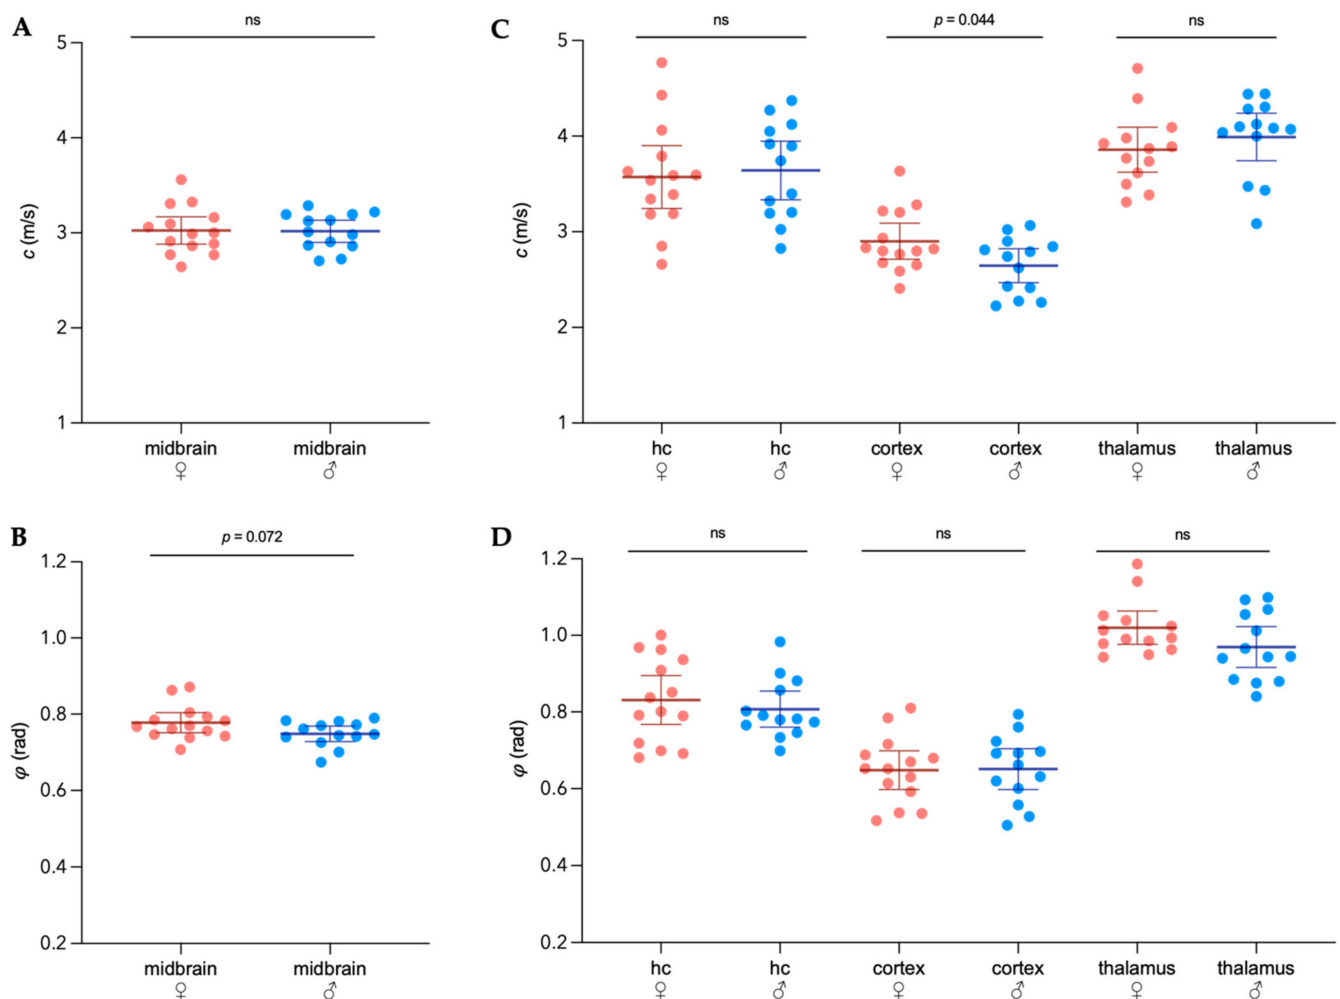 A
ns
5
4
3
2
1
c (m/s)
midbrain midbrain
♀ ♂
C
ns p = 0.044 ns
5
4
3
2
1
c (m/s)
hc hc cortex cortex thalamus thalamus
♀ ♂ ♀ ♂ ♀ ♂
B
p = 0.072
1.2
1.0
0.8
0.6
0.4
0.2
φ (rad)
midbrain midbrain
♀ ♂
D
ns ns ns
1.2
1.0
0.8
0.6
0.4
0.2
φ (rad)
hc hc cortex cortex thalamus thalamus
♀ ♂ ♀ ♂ ♀ ♂